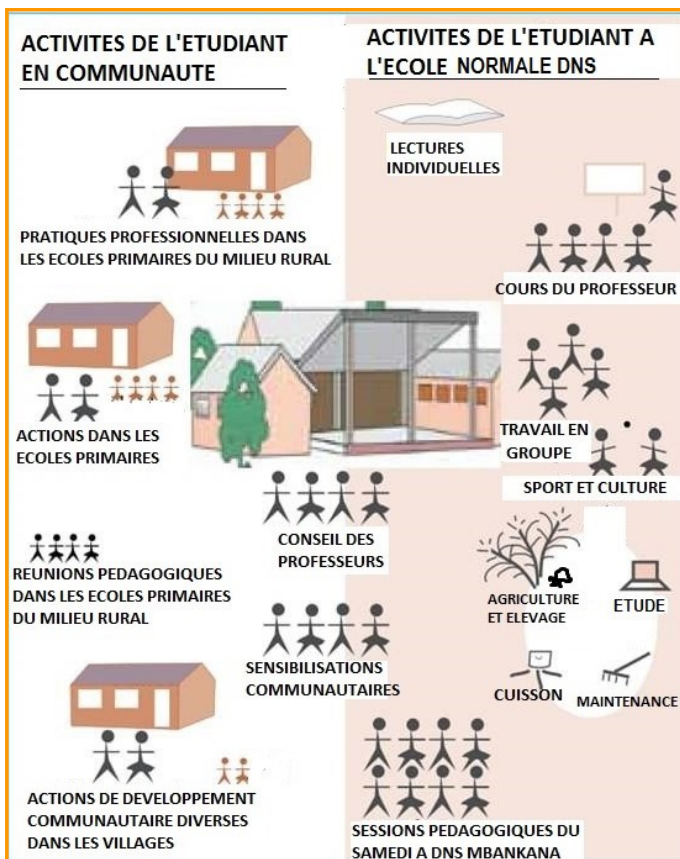 ACTIVITES DE L'ETUDIANT
EN COMMUNAUTE
ACTIVITES DE L'ETUDIANT A
L'ECOLE NORMALE DNS
LECTURES
INDIVIDUELLES
PRATIQUES PROFESSIONNELLES DANS
LES ECOLES PRIMAIRES DU MILIEU RURAL
COURS DU PROFESSEUR
ACTIONS DANS LES
ECOLES PRIMAIRES
TRAVAIL EN
GROUPE
SPORT ET CULTURE
CONSEIL DES
PROFESSEURS
REUNIONS PEDAGOGIQUES
DANS LES ECOLES PRIMAIRES
DU MILIEU RURAL
AGRICULTURE
ET ELEVAGE
ETUDE
SENSIBILISATIONS
COMMUNAUTAIRES
CUISSON
MAINTENANCE
ACTIONS DE DEVELOPPEMENT
COMMUNAUTAIRE DIVERSES
DANS LES VILLAGES
SESSIONS PEDAGOGIQUES DU
SAMEDI A DNS MBANKANA